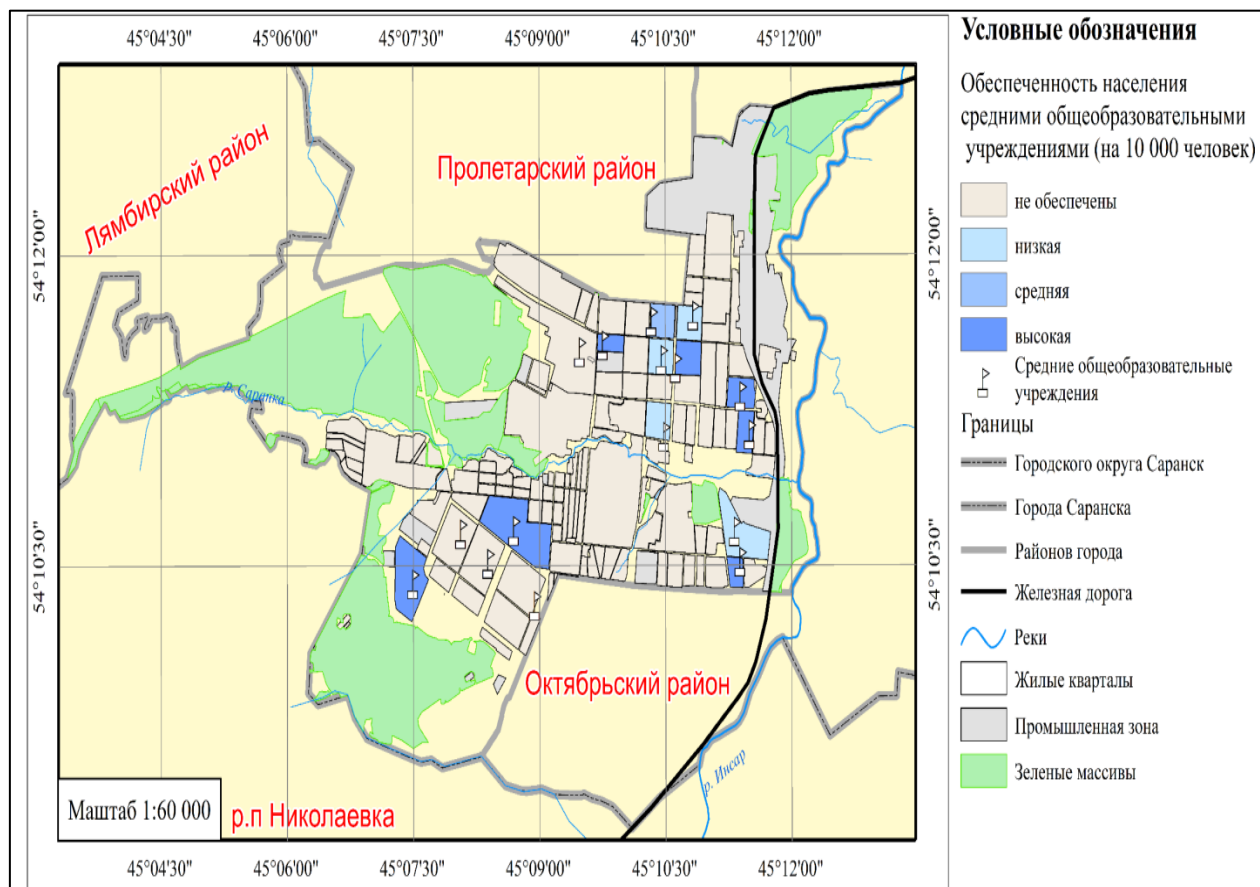 45°04'30" 45°06'00" 45°07'30" 45°09'00" 45°10'30" 45°12'00"
Лямбирский район
Пролетарский район
54°12'00" 54°12'00"
р. Саранка
54°10'30" 54°10'30"
Октябрьский район
р. Инсар
Маштаб 1:60 000
р.п Николаевка
45°04'30" 45°06'00" 45°07'30" 45°09'00" 45°10'30" 45°12'00"
Условные обозначения
Обеспеченность населения
средними общеобразовательными
учреждениями (на 10 000 человек)
не обеспечены
низкая
средняя
высокая
Средние общеобразовательные
учреждения
Границы
Городского округа Саранск
Города Саранска
Районов города
Железная дорога
Реки
Жилые кварталы
Промышленная зона
Зеленые массивы